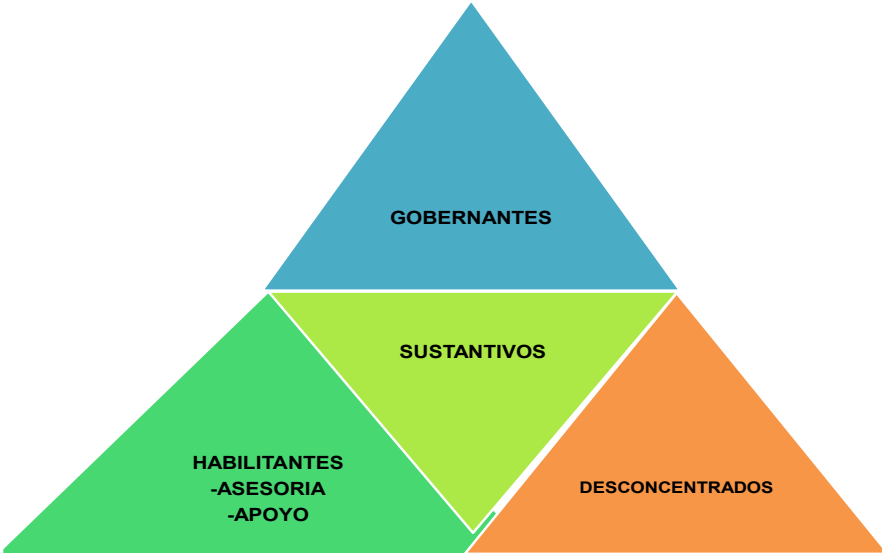 GOBERNANTES
SUSTANTIVOS
HABILITANTES
-ASESORIA
-APOYO
DESCONCENTRADOS